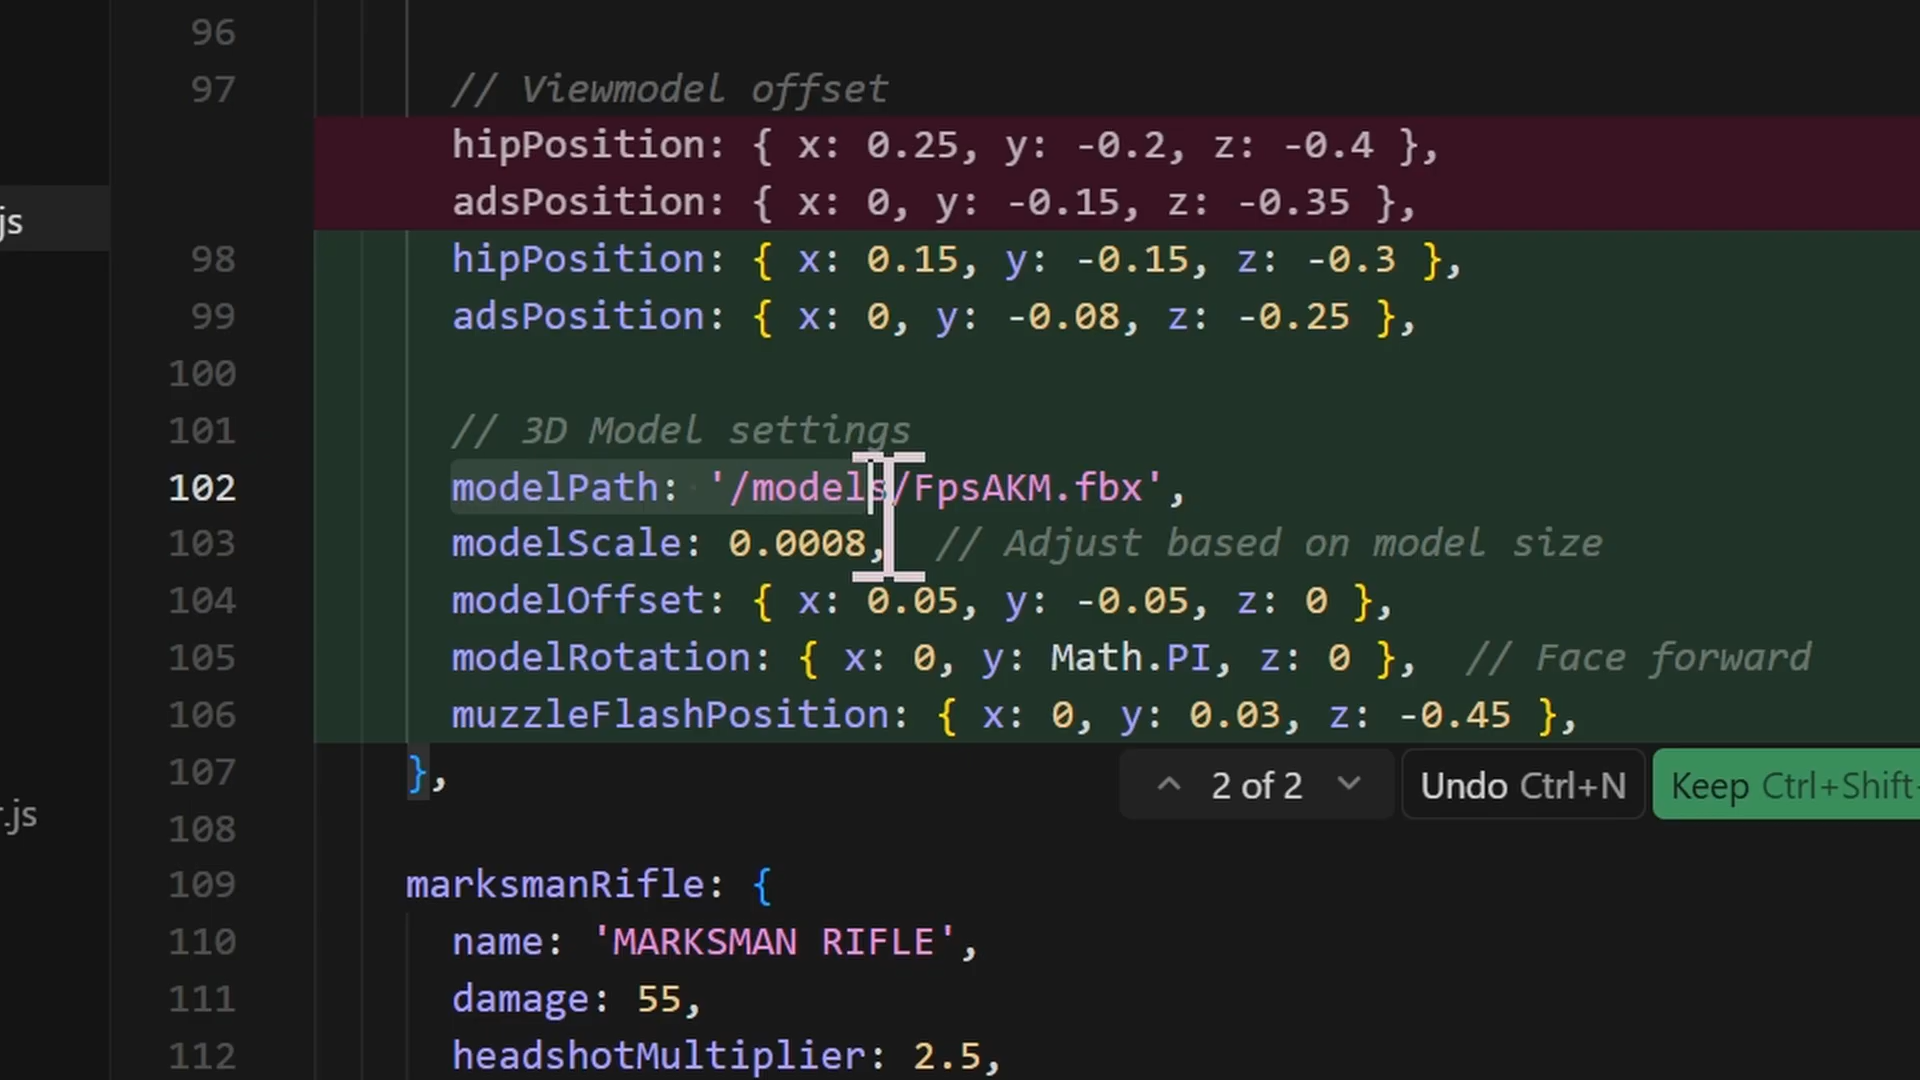 96
97 // Viewmodel offset
hipPosition: { x: 0.25, y: -0.2, z: -0.4 },
adsPosition: { x: 0, y: -0.15, z: -0.35 },
js
98 hipPosition: { x: 0.15, y: -0.15, z: -0.3 },
99 adsPosition: { x: 0, y: -0.08, z: -0.25 },
100
101 // 3D Model settings
102 modelPath: '/models/FpsAKM.fbx',
103 modelScale: 0.0008, // Adjust based on model size
104 modelOffset: { x: 0.05, y: -0.05, z: 0 },
105 modelRotation: { x: 0, y: Math.PI, z: 0 }, // Face forward
106 muzzleFlashPosition: { x: 0, y: 0.03, z: -0.45 },
107 },
2 of 2 Undo Ctrl+N Keep Ctrl+Shift+
r.js
108
109 marksmanRifle: {
110 name: 'MARKSMAN RIFLE',
111 damage: 55,
112 headshotMultiplier: 2.5,